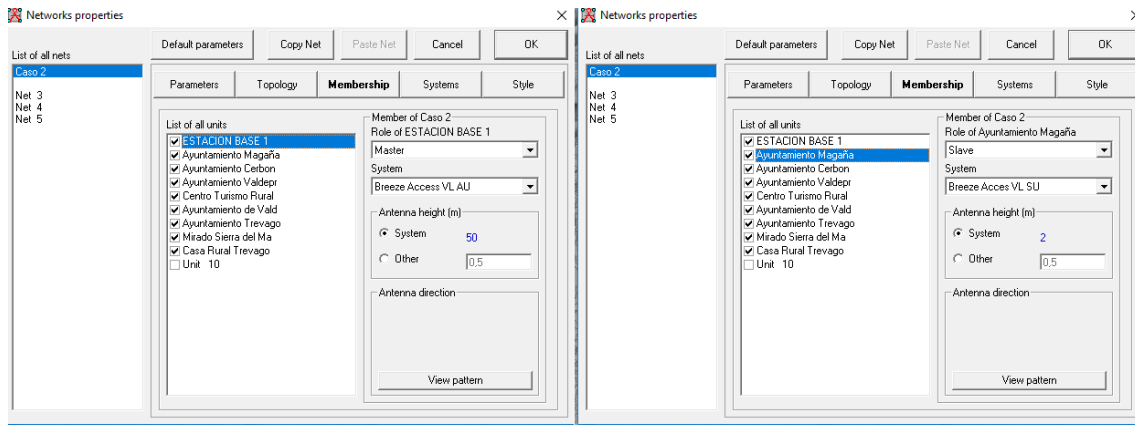 Networks properties
List of all nets
Caso 2
Net 3
Net 4
Net 5
Default parameters
Copy Net
Paste Net
Cancel
OK
Parameters
Topology
Membership
Systems
Style
List of all units
ESTACION BASE 1
Ayuntamiento Magaña
Ayuntamiento Cerbon
Ayuntamiento Valdepr
Centro Turismo Rural
Ayuntamiento de Vald
Ayuntamiento Trevago
Mirado Sierra del Ma
Casa Rural Trevago
Unit 10
Member of Caso 2
Role of ESTACION BASE 1
Master
System
Breeze Access VL AU
Antenna height (m)
System 50
Other 0,5
Antenna direction
View pattern
Networks properties
List of all nets
Caso 2
Net 3
Net 4
Net 5
Default parameters
Copy Net
Paste Net
Cancel
OK
Parameters
Topology
Membership
Systems
Style
List of all units
ESTACION BASE 1
Ayuntamiento Magaña
Ayuntamiento Cerbon
Ayuntamiento Valdepr
Centro Turismo Rural
Ayuntamiento de Vald
Ayuntamiento Trevago
Mirado Sierra del Ma
Casa Rural Trevago
Unit 10
Member of Caso 2
Role of Ayuntamiento Magaña
Slave
System
Breeze Acces VL SU
Antenna height (m)
System 2
Other 0,5
Antenna direction
View pattern